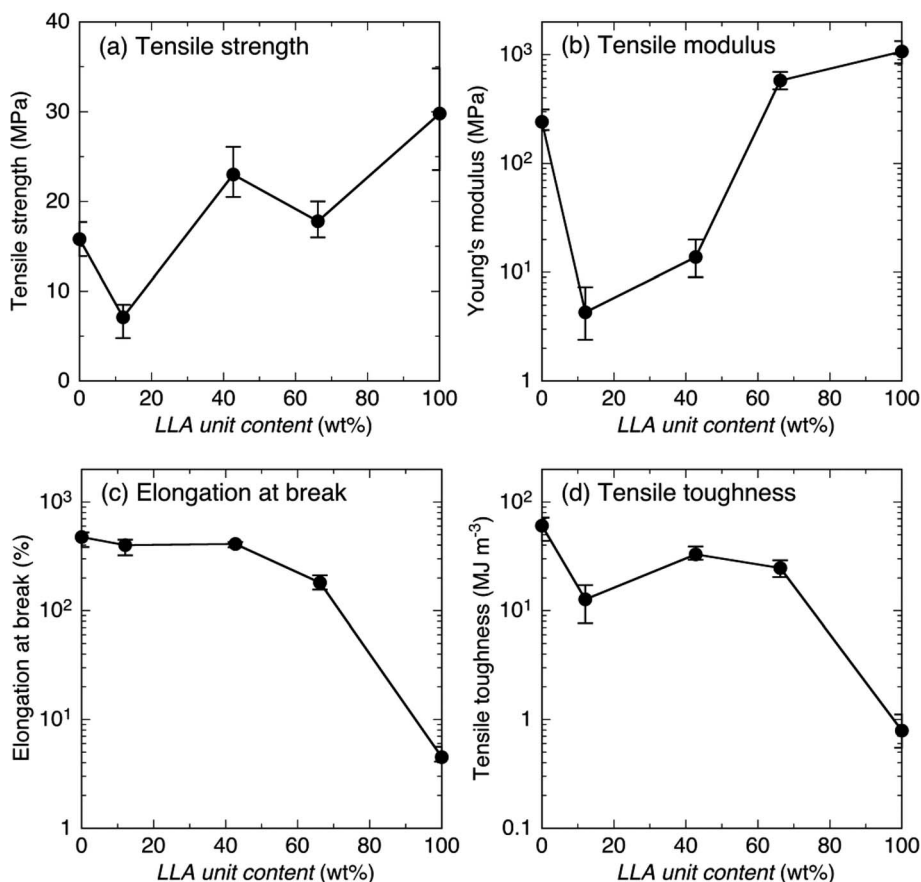 (a) Tensile strength
Tensile strength (MPa)
40
30
20
10
0
0 20 40 60 80 100
LLA unit content (wt%)
(b) Tensile modulus
Young's modulus (MPa)
10³
10²
10¹
1
0 20 40 60 80 100
LLA unit content (wt%)
(c) Elongation at break
Elongation at break (%)
10³
10²
10¹
1
0 20 40 60 80 100
LLA unit content (wt%)
(d) Tensile toughness
Tensile toughness (MJ m⁻³)
10²
10¹
1
0.1
0 20 40 60 80 100
LLA unit content (wt%)